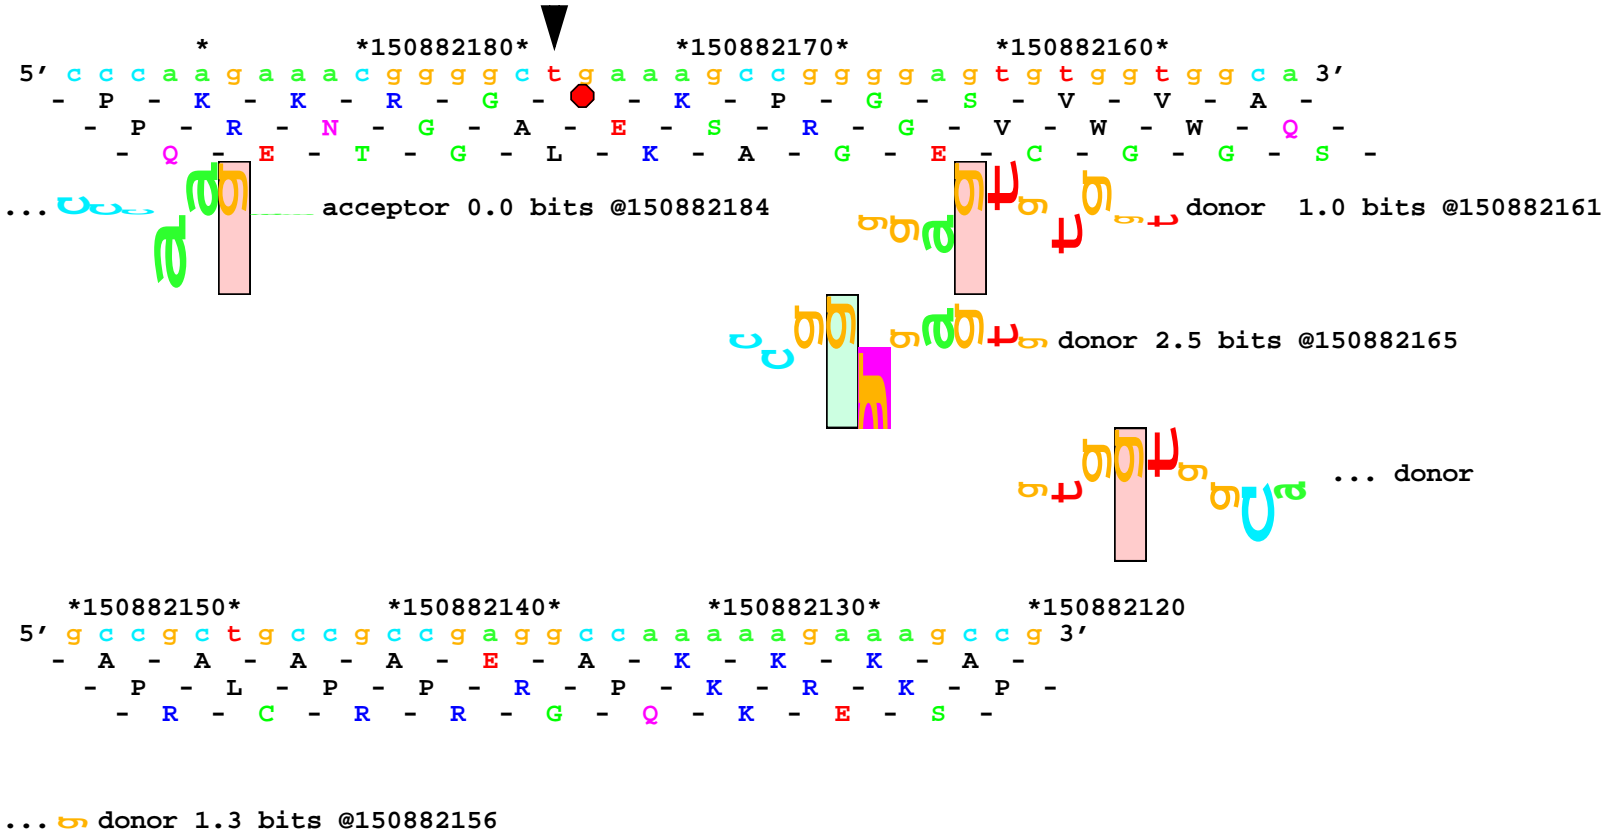 * *150882180* *150882170* *150882160*
5' c c c a a g a a a c g g g g c t g a a a g c c g g g g a g t g t g g t g g c a 3'
- P - K - K - R - G - - K - P - G - S - V - V - A -
- P - R - N - G - A - E - S - R - G - V - W - W - Q -
- Q - E - T - G - L - K - A - G - E - C - G - G - S -
... c c c a a g acceptor 0.0 bits @150882184 g g a g t g t g g t donor 1.0 bits @150882161
c c g g g a g t g donor 2.5 bits @150882165
g t g g t g g c a ... donor
*150882150* *150882140* *150882130* *150882120
5' g c c g c t g c c g c c g a g g c c a a a a a g a a a g c c g 3'
- A - A - A - A - E - A - K - K - K - A -
- P - L - P - P - R - P - K - R - K - P -
- R - C - R - R - G - Q - K - E - S -
... g donor 1.3 bits @150882156